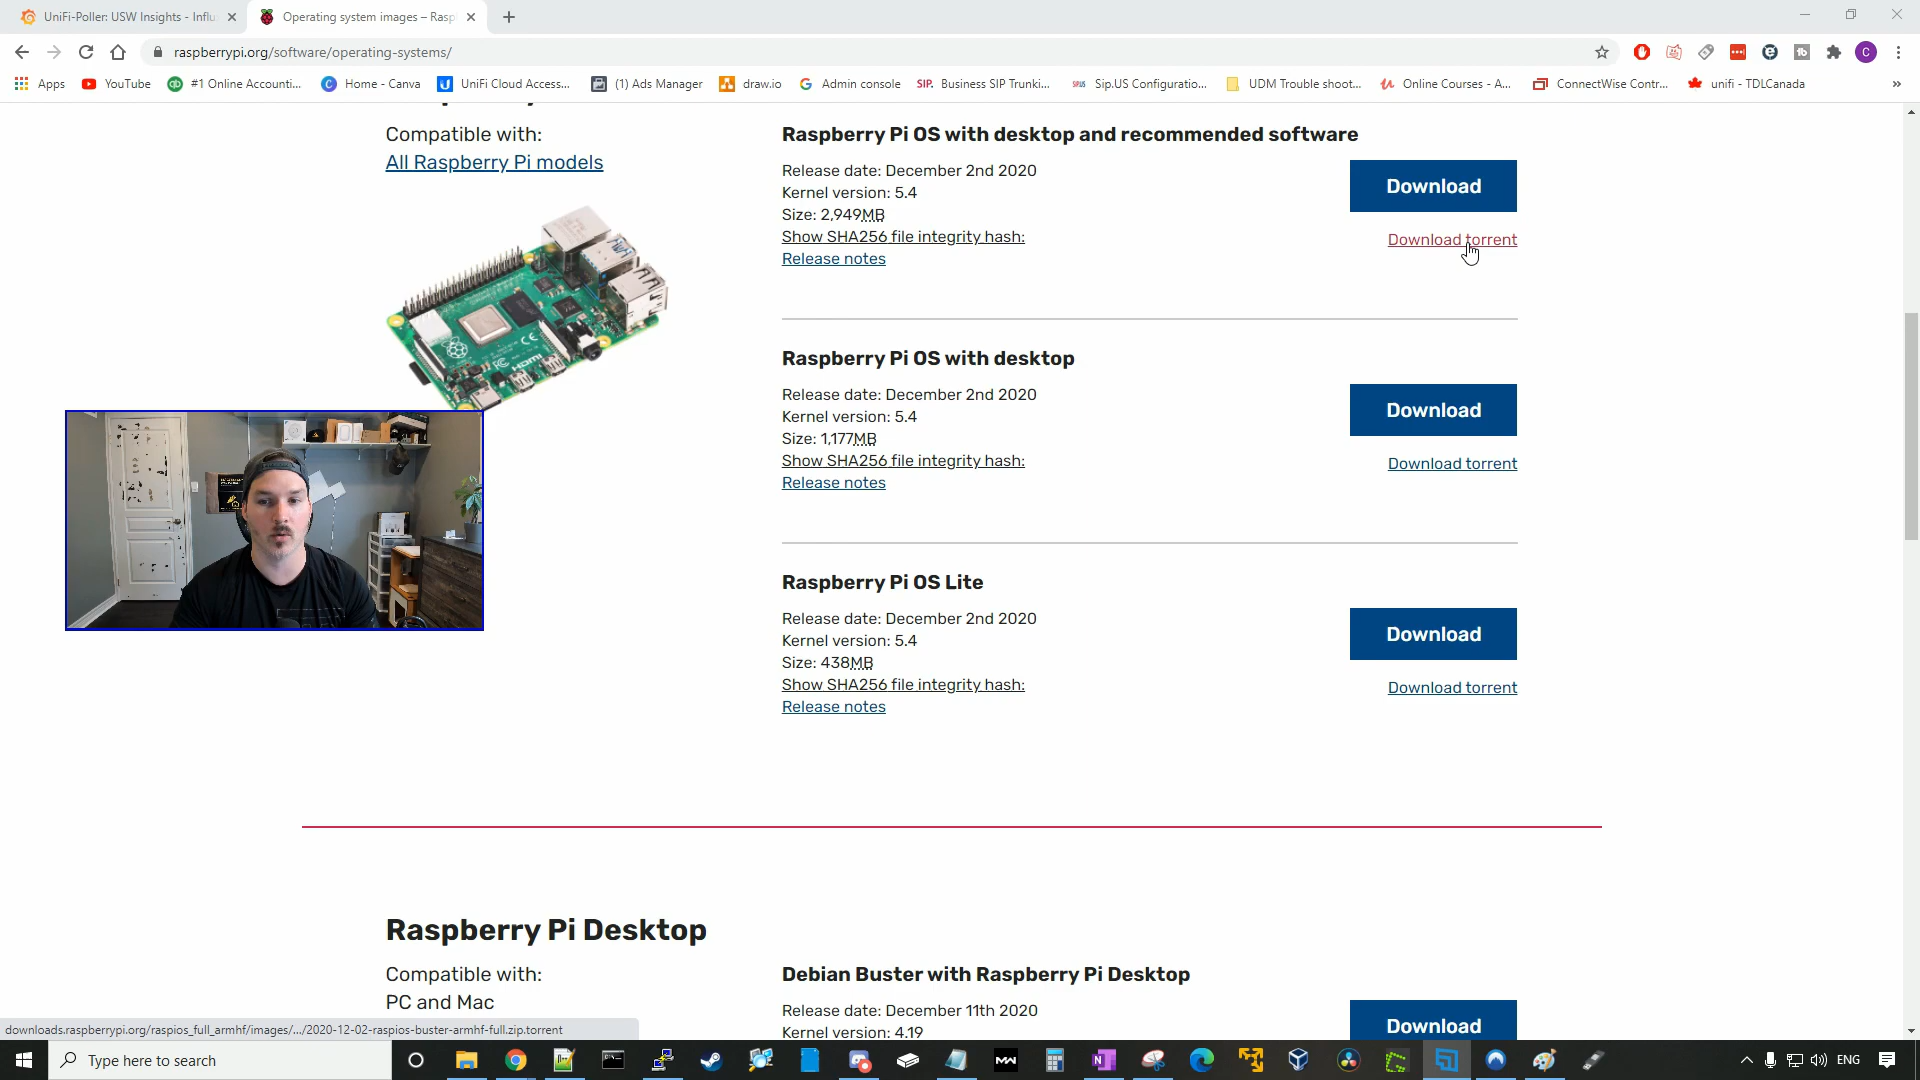 UniFi-Poller: USW Insights - Influ
Operating system images – Rasp
raspberrypi.org/software/operating-systems/
Apps
YouTube
#1 Online Accounti...
Home - Canva
UniFi Cloud Access...
(1) Ads Manager
draw.io
Admin console
SIP. Business SIP Trunki...
Sip.US Configuratio...
UDM Trouble shoot...
Online Courses - A...
ConnectWise Contr...
unifi - TDLCanada
Compatible with:
All Raspberry Pi models
Raspberry Pi OS with desktop and recommended software
Release date: December 2nd 2020
Kernel version: 5.4
Size: 2,949MB
Show SHA256 file integrity hash:
Release notes
Download
Download torrent
HDMI
Raspberry Pi OS with desktop
Release date: December 2nd 2020
Kernel version: 5.4
Size: 1,177MB
Show SHA256 file integrity hash:
Release notes
Download
Download torrent
Raspberry Pi OS Lite
Release date: December 2nd 2020
Kernel version: 5.4
Size: 438MB
Show SHA256 file integrity hash:
Release notes
Download
Download torrent
Raspberry Pi Desktop
Compatible with:
PC and Mac
Debian Buster with Raspberry Pi Desktop
Release date: December 11th 2020
Kernel version: 4.19
Download
downloads.raspberrypi.org/raspios_full_armhf/images/.../2020-12-02-raspios-buster-armhf-full.zip.torrent
Type here to search
ENG